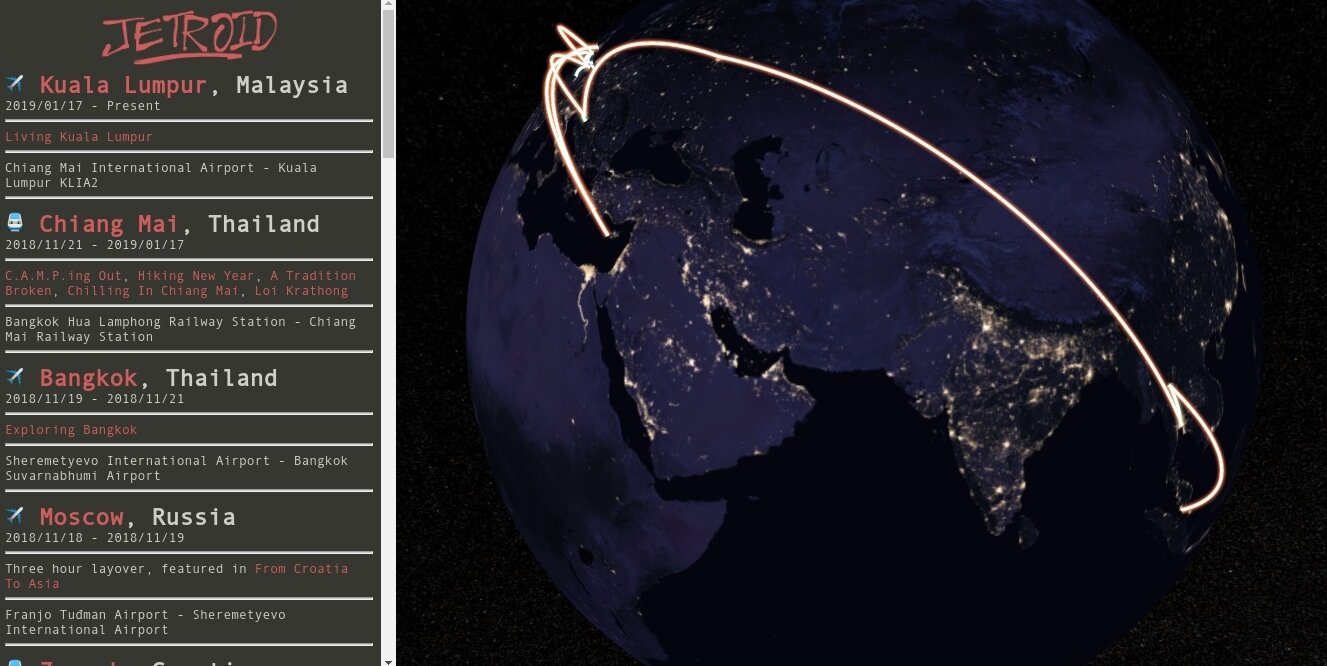 JETROID
Kuala Lumpur, Malaysia
2019/01/17 - Present
Living Kuala Lumpur
Chiang Mai International Airport - Kuala
Lumpur KLIA2
Chiang Mai, Thailand
2018/11/21 - 2019/01/17
C.A.M.P.ing Out, Hiking New Year, A Tradition
Broken, Chilling In Chiang Mai, Loi Krathong
Bangkok Hua Lamphong Railway Station - Chiang
Mai Railway Station
Bangkok, Thailand
2018/11/19 - 2018/11/21
Exploring Bangkok
Sheremetyevo International Airport - Bangkok
Suvarnabhumi Airport
Moscow, Russia
2018/11/18 - 2018/11/19
Three hour layover, featured in From Croatia
To Asia
Franjo Tuđman Airport - Sheremetyevo
International Airport